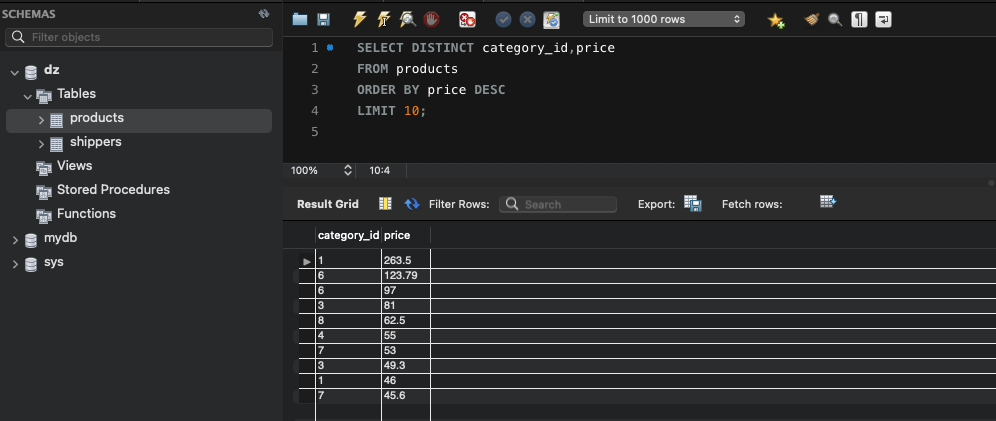 SCHEMAS
Filter objects
dz
Tables
products
shippers
Views
Stored Procedures
Functions
mydb
sys
Limit to 1000 rows
1 SELECT DISTINCT category_id,price
2 FROM products
3 ORDER BY price DESC
4 LIMIT 10;
5
100% 10:4
Result Grid Filter Rows: Search Export: Fetch rows:
category_id price
1 263.5
6 123.79
6 97
3 81
8 62.5
4 55
7 53
3 49.3
1 46
7 45.6